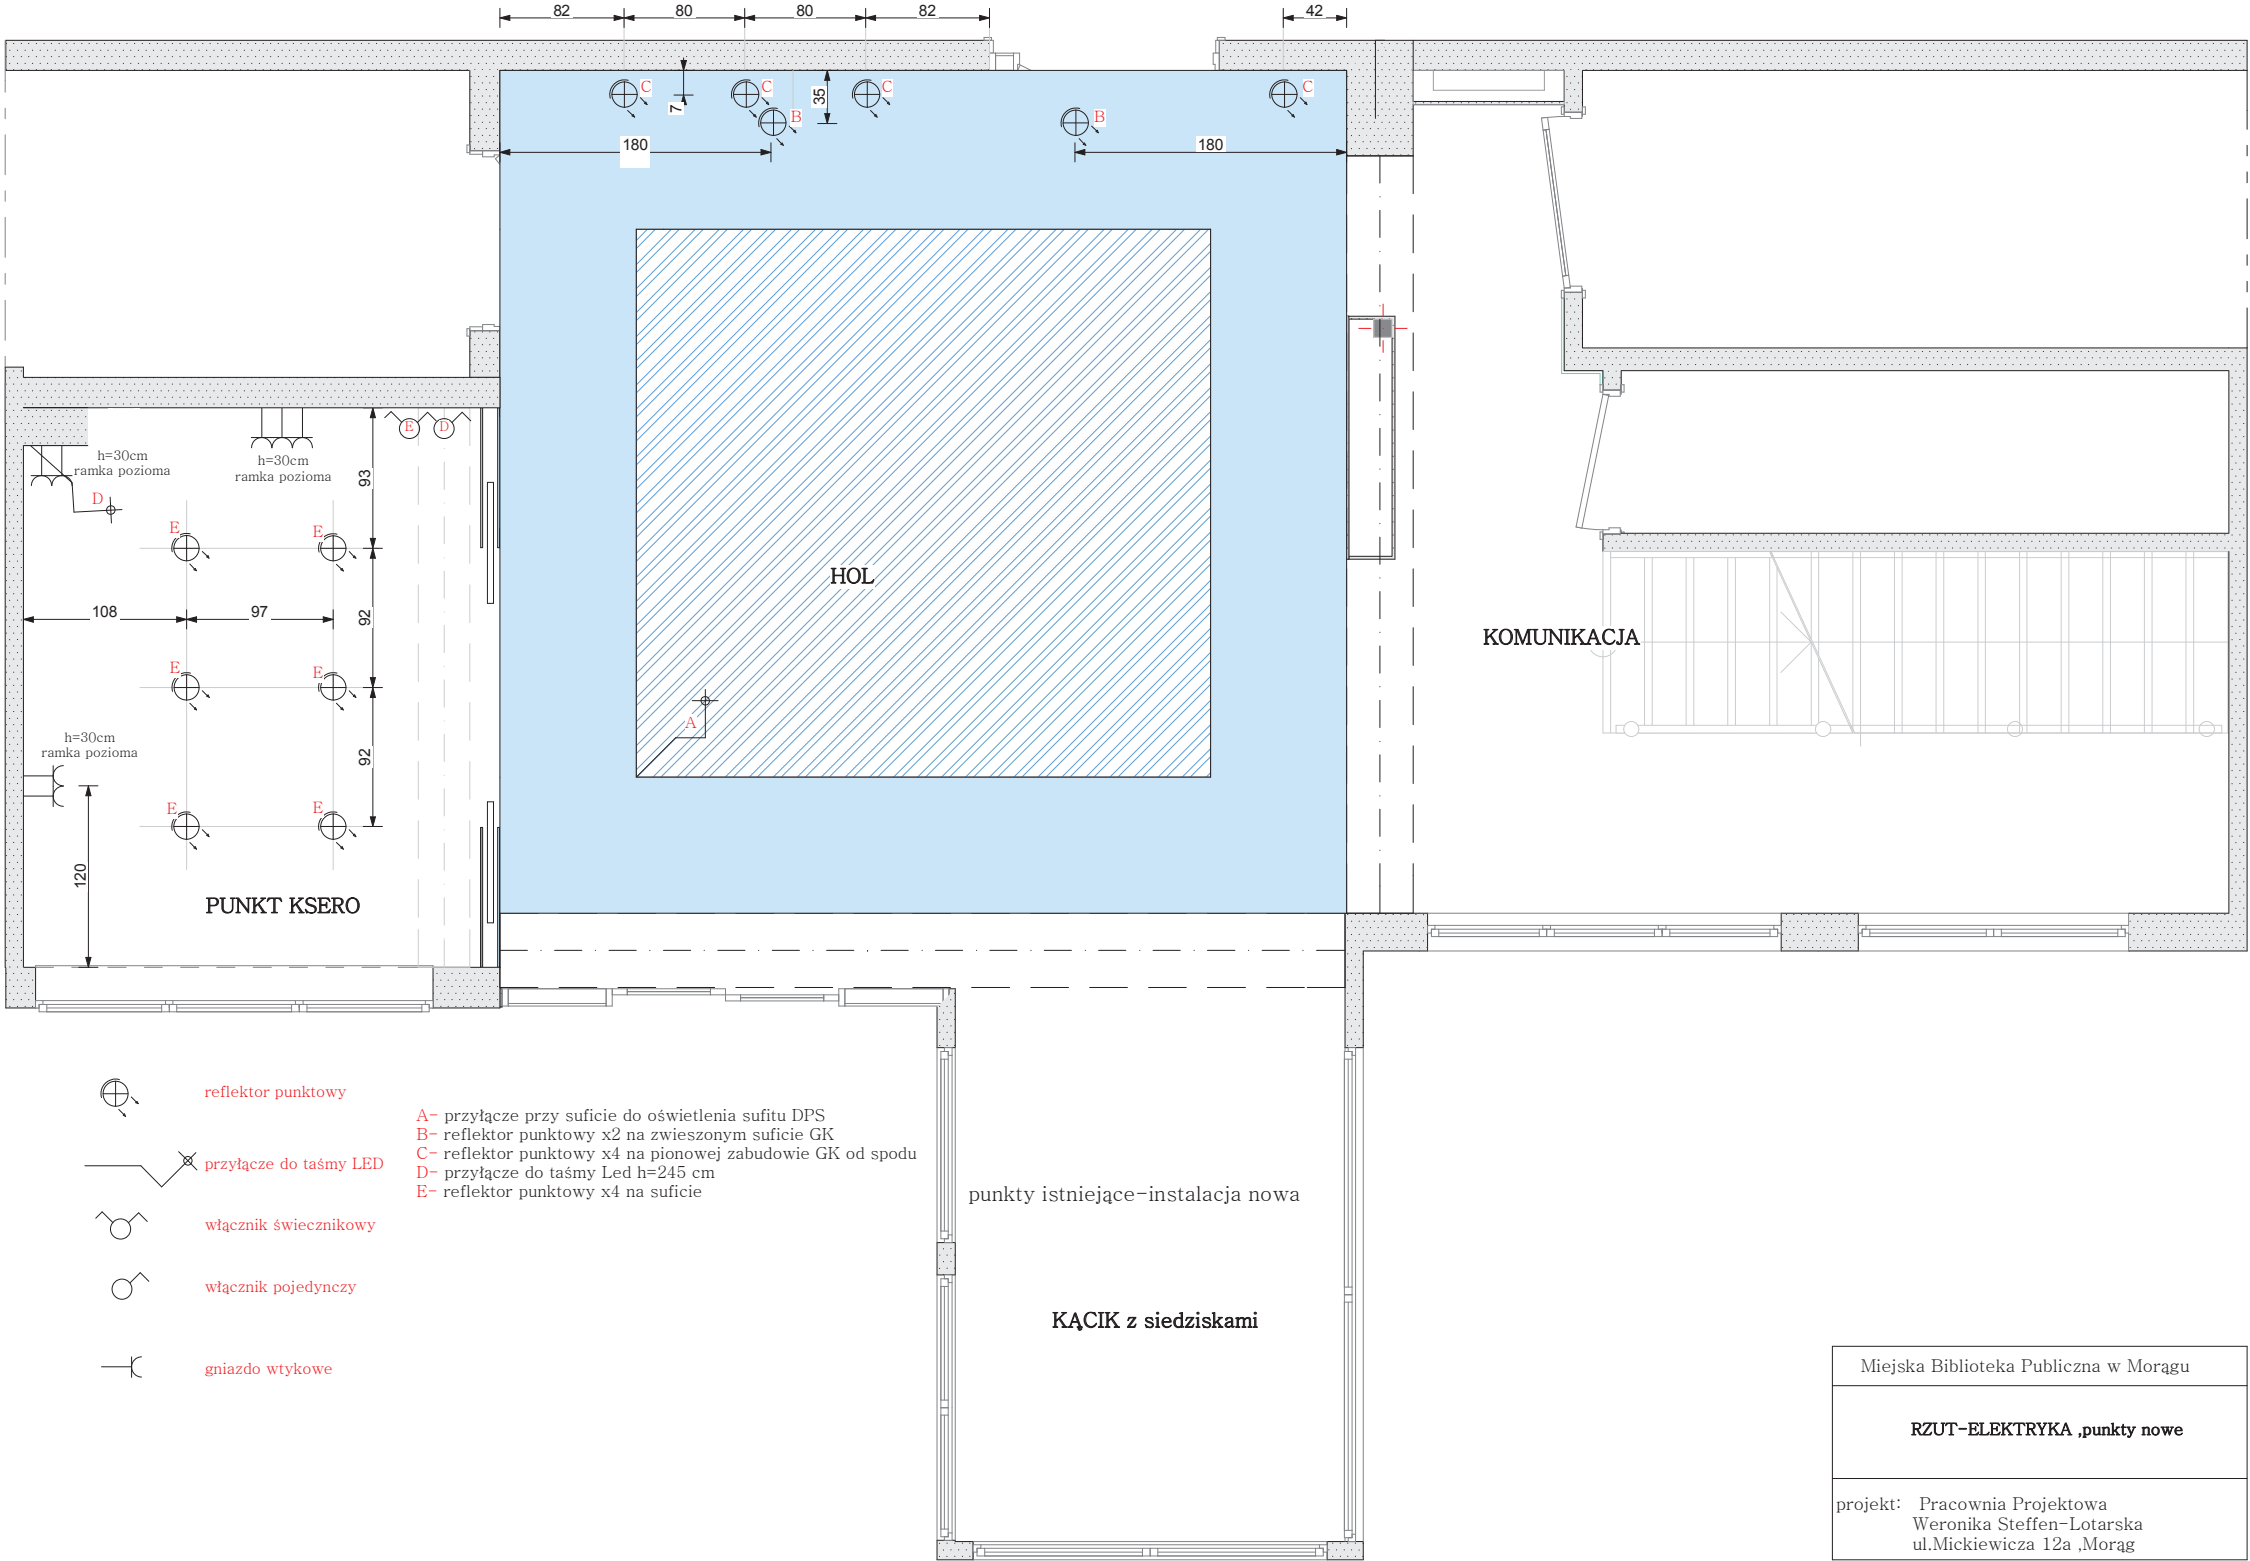 82
80
80
82
42
C
C
C
C
7
35
B
B
180
180
E
D
h=30cm
ramka pozioma
h=30cm
ramka pozioma
93
D
E
E
HOL
108
97
92
KOMUNIKACJA
E
E
A
h=30cm
ramka pozioma
92
E
E
120
PUNKT KSERO
reflektor punktowy
przyłącze do taśmy LED
włącznik świecznikowy
włącznik pojedynczy
gniazdo wtykowe
A- przyłącze przy suficie do oświetlenia sufitu DPS
B- reflektor punktowy x2 na zwieszonym suficie GK
C- reflektor punktowy x4 na pionowej zabudowie GK od spodu
D- przyłącze do taśmy Led h=245 cm
E- reflektor punktowy x4 na suficie
punkty istniejące-instalacja nowa
KĄCIK z siedziskami
Miejska Biblioteka Publiczna w Morągu
RZUT-ELEKTRYKA ,punkty nowe
projekt: Pracownia Projektowa
Weronika Steffen-Lotarska
ul.Mickiewicza 12a ,Morąg